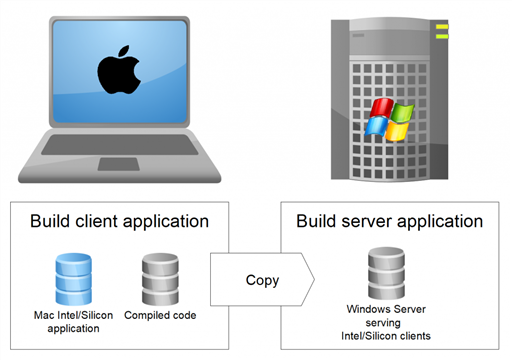 Build client application
Mac Intel/Silicon
application
Compiled code
Copy
Build server application
Windows Server
serving
Intel/Silicon clients